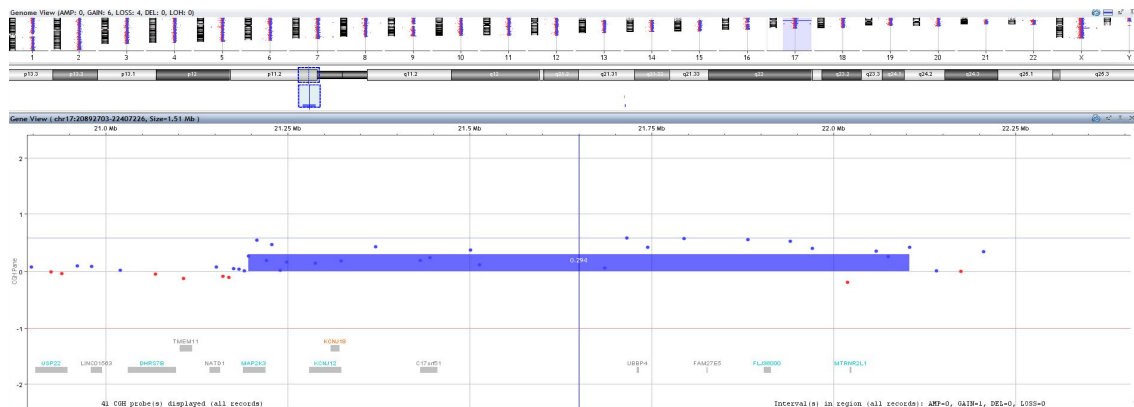 Genome View (AMP: 0, GAIN: 6, LOSS: 4, DEL: 0, LOH: 0)
1 2 3 4 5 6 7 8 9 10 11 12 13 14 15 16 17 18 19 20 21 22 X Y
p13.3 p13.2 p13.1 p12 p11.2 q11.2 q12 q21.2 q21.31 q21.32 q21.33 q22 q23.2 q23.3 q24.1 q24.2 q24.3 q25.1 q25.3
Gene View ( chr17:20892703-22407226, Size=1.51 Mb )
21.0 Mb 21.25 Mb 21.5 Mb 21.75 Mb 22.0 Mb 22.25 Mb
2
1
0.294
0
CGH Pane
-1
TMEM11 KCNJ18
USP22 LINC01563 DHRS7B NATD1 MAP2K3 KCNJ12 C17orf51 UBBP4 FAM27E5 FLJ36000 MTRNR2L1
-2
41 CGH probe(s) displayed (all records) Interval(s) in region (all records): AMP=0, GAIN=1, DEL=0, LOSS=0